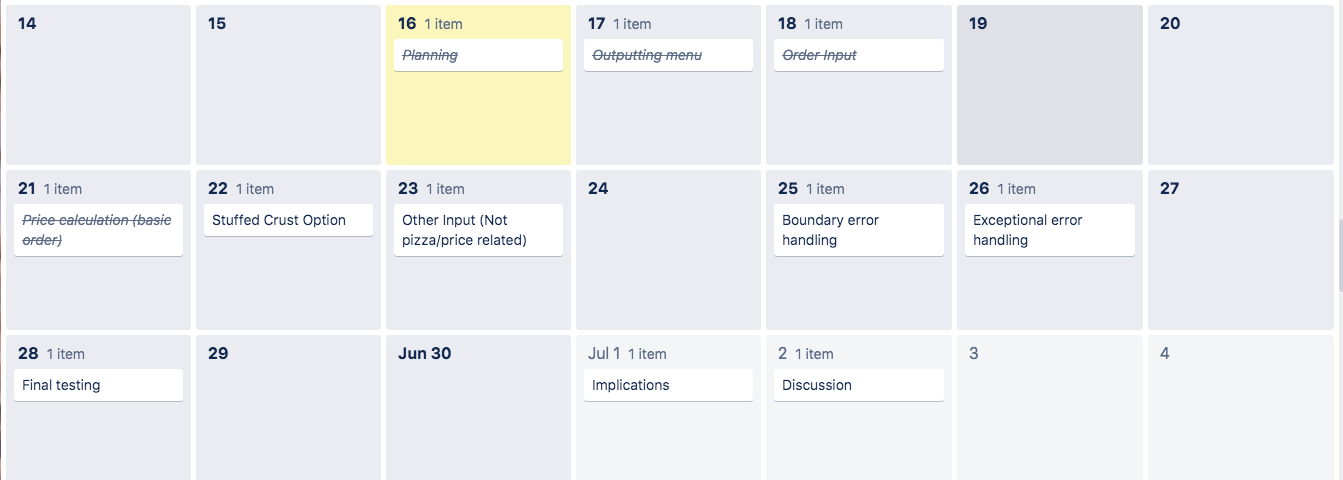 14
15
16 1 item
17 1 item
18 1 item
19
20
Planning
Outputting menu
Order Input
21 1 item
22 1 item
23 1 item
24
25 1 item
26 1 item
27
Price calculation (basic
order)
Stuffed Crust Option
Other Input (Not
pizza/price related)
Boundary error
handling
Exceptional error
handling
28 1 item
29
Jun 30
Jul 1 1 item
2 1 item
3
4
Final testing
Implications
Discussion